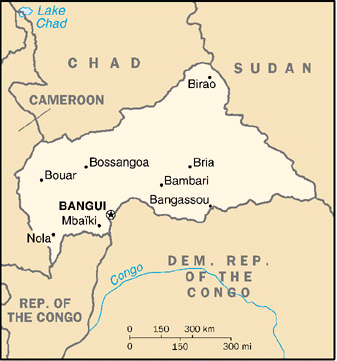 Lake
Chad
CHAD
SUDAN
Birao
CAMEROON
Bossangoa
Bria
Bouar
Bambari
BANGUI
Bangassou
Mbaïki
Nola
DEM. REP.
OF THE
CONGO
Congo
REP. OF
THE CONGO
0 150 300 km
0 150 300 mi